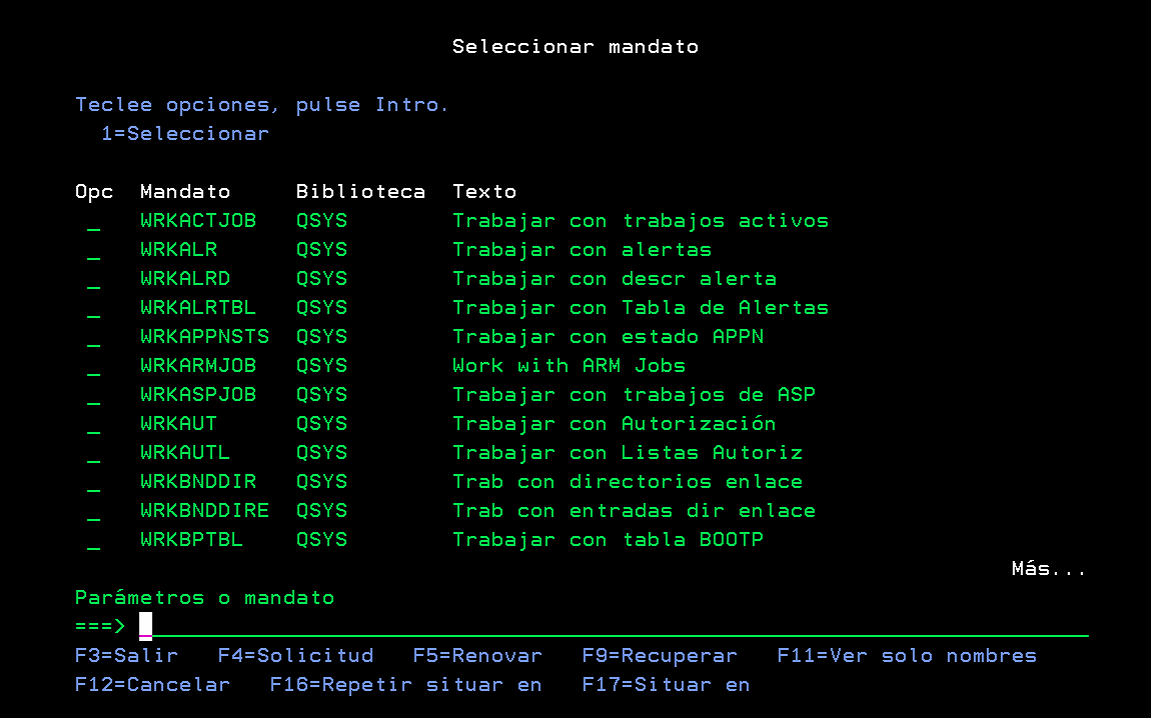 Seleccionar mandato
Teclee opciones, pulse Intro.
1=Seleccionar
Opc Mandato Biblioteca Texto
_ WRKACTJOB QSYS Trabajar con trabajos activos
_ WRKALR QSYS Trabajar con alertas
_ WRKALRD QSYS Trabajar con descr alerta
_ WRKALRTBL QSYS Trabajar con Tabla de Alertas
_ WRKAPPNSTS QSYS Trabajar con estado APPN
_ WRKARMJOB QSYS Work with ARM Jobs
_ WRKASPJOB QSYS Trabajar con trabajos de ASP
_ WRKAUT QSYS Trabajar con Autorización
_ WRKAUTL QSYS Trabajar con Listas Autoriz
_ WRKBNDDIR QSYS Trab con directorios enlace
_ WRKBNDDIRE QSYS Trab con entradas dir enlace
_ WRKBPTBL QSYS Trabajar con tabla BOOTP
Más...
Parámetros o mandato
===>
F3=Salir F4=Solicitud F5=Renovar F9=Recuperar F11=Ver solo nombres
F12=Cancelar F16=Repetir situar en F17=Situar en